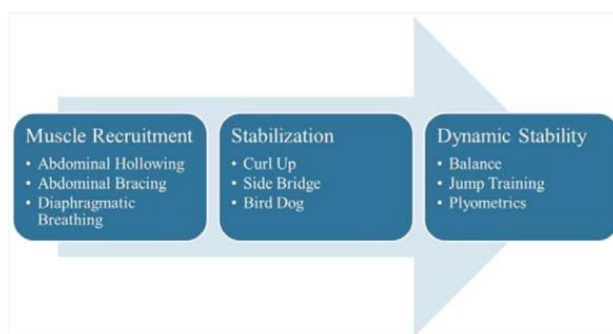 Muscle Recruitment
• Abdominal Hollowing
• Abdominal Bracing
• Diaphragmatic
Breathing
Stabilization
• Curl Up
• Side Bridge
• Bird Dog
Dynamic Stability
• Balance
• Jump Training
• Plyometrics